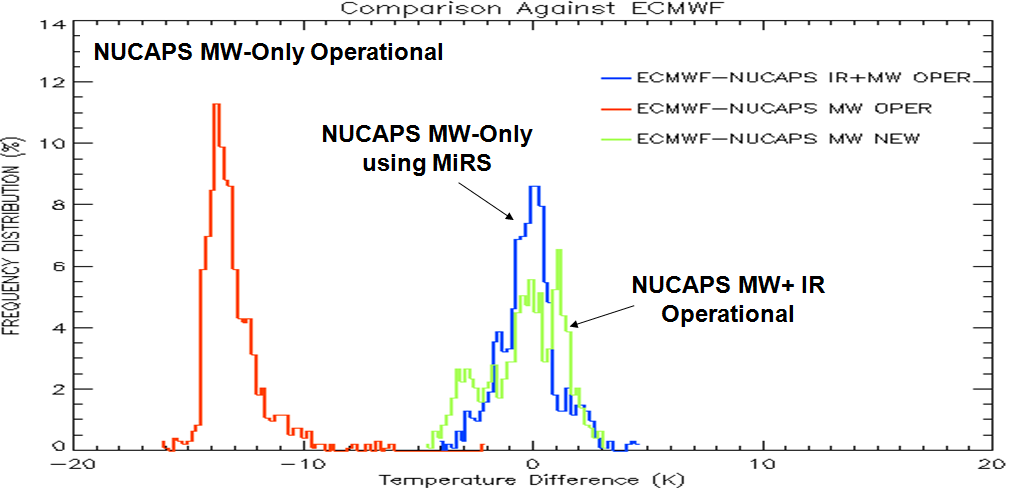 Comparison Against ECMWF
14
12
10
8
6
4
2
0
FREQUENCY DISTRIBUTION (%)
NUCAPS MW-Only Operational
ECMWF-NUCAPS IR+MW OPER
ECMWF-NUCAPS MW OPER
ECMWF-NUCAPS MW NEW
NUCAPS MW-Only
using MiRS
NUCAPS MW+ IR
Operational
-20 -10 0 10 20
Temperature Difference (K)